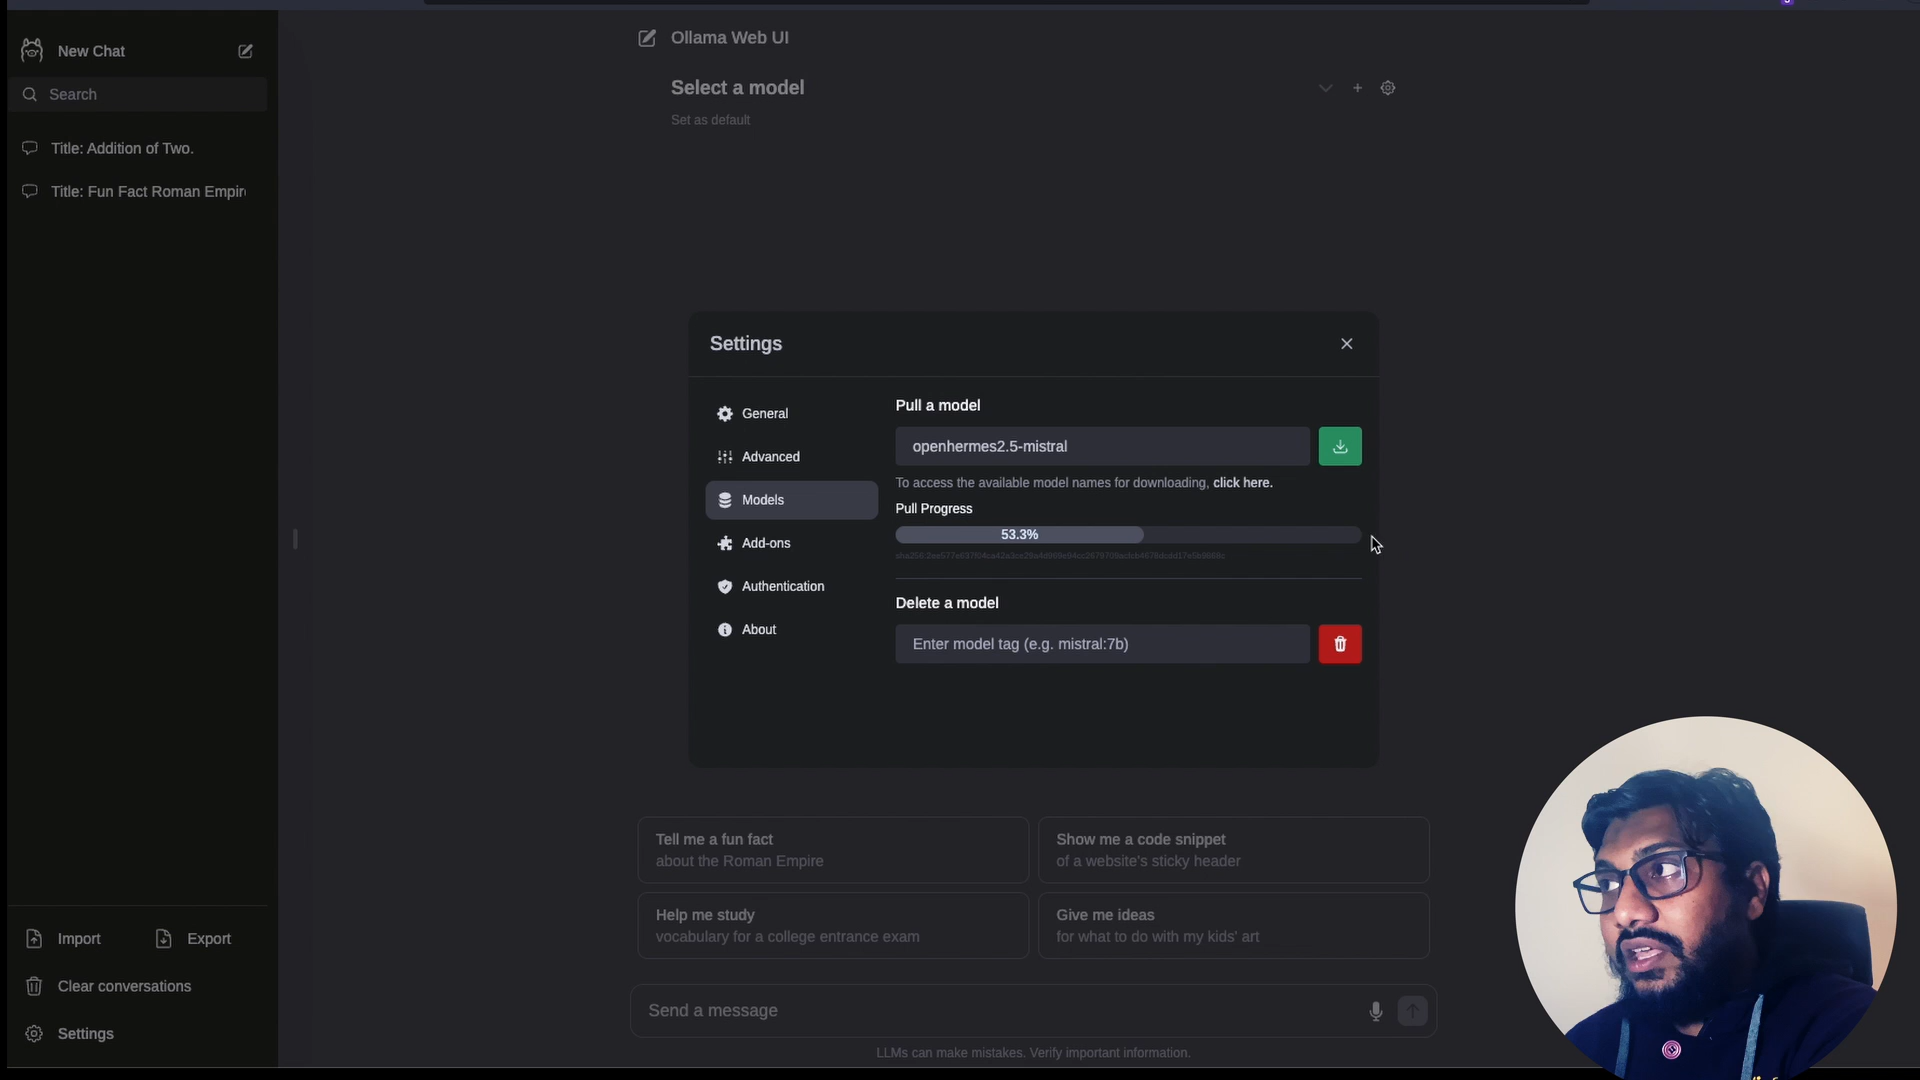 New Chat
Search
Title: Addition of Two.
Title: Fun Fact Roman Empir
Import
Export
Clear conversations
Settings
Ollama Web UI
Select a model
Set as default
Settings
General
Advanced
Models
Add-ons
Authentication
About
Pull a model
openhermes2.5-mistral
To access the available model names for downloading, click here.
Pull Progress
53.3%
Delete a model
Enter model tag (e.g. mistral:7b)
Tell me a fun fact
about the Roman Empire
Show me a code snippet
of a website's sticky header
Help me study
vocabulary for a college entrance exam
Give me ideas
for what to do with my kids' art
Send a message
LLMs can make mistakes. Verify important information.